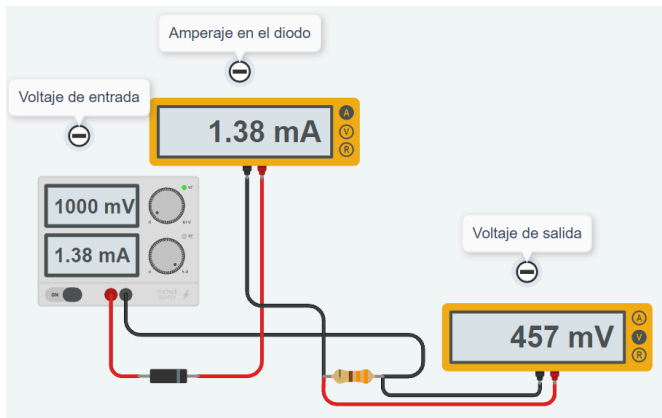 Amperaje en el diodo
Voltaje de entrada
1.38 mA
A
V
R
1000 mV
1.38 mA
ON
Voltaje de salida
457 mV
A
V
R